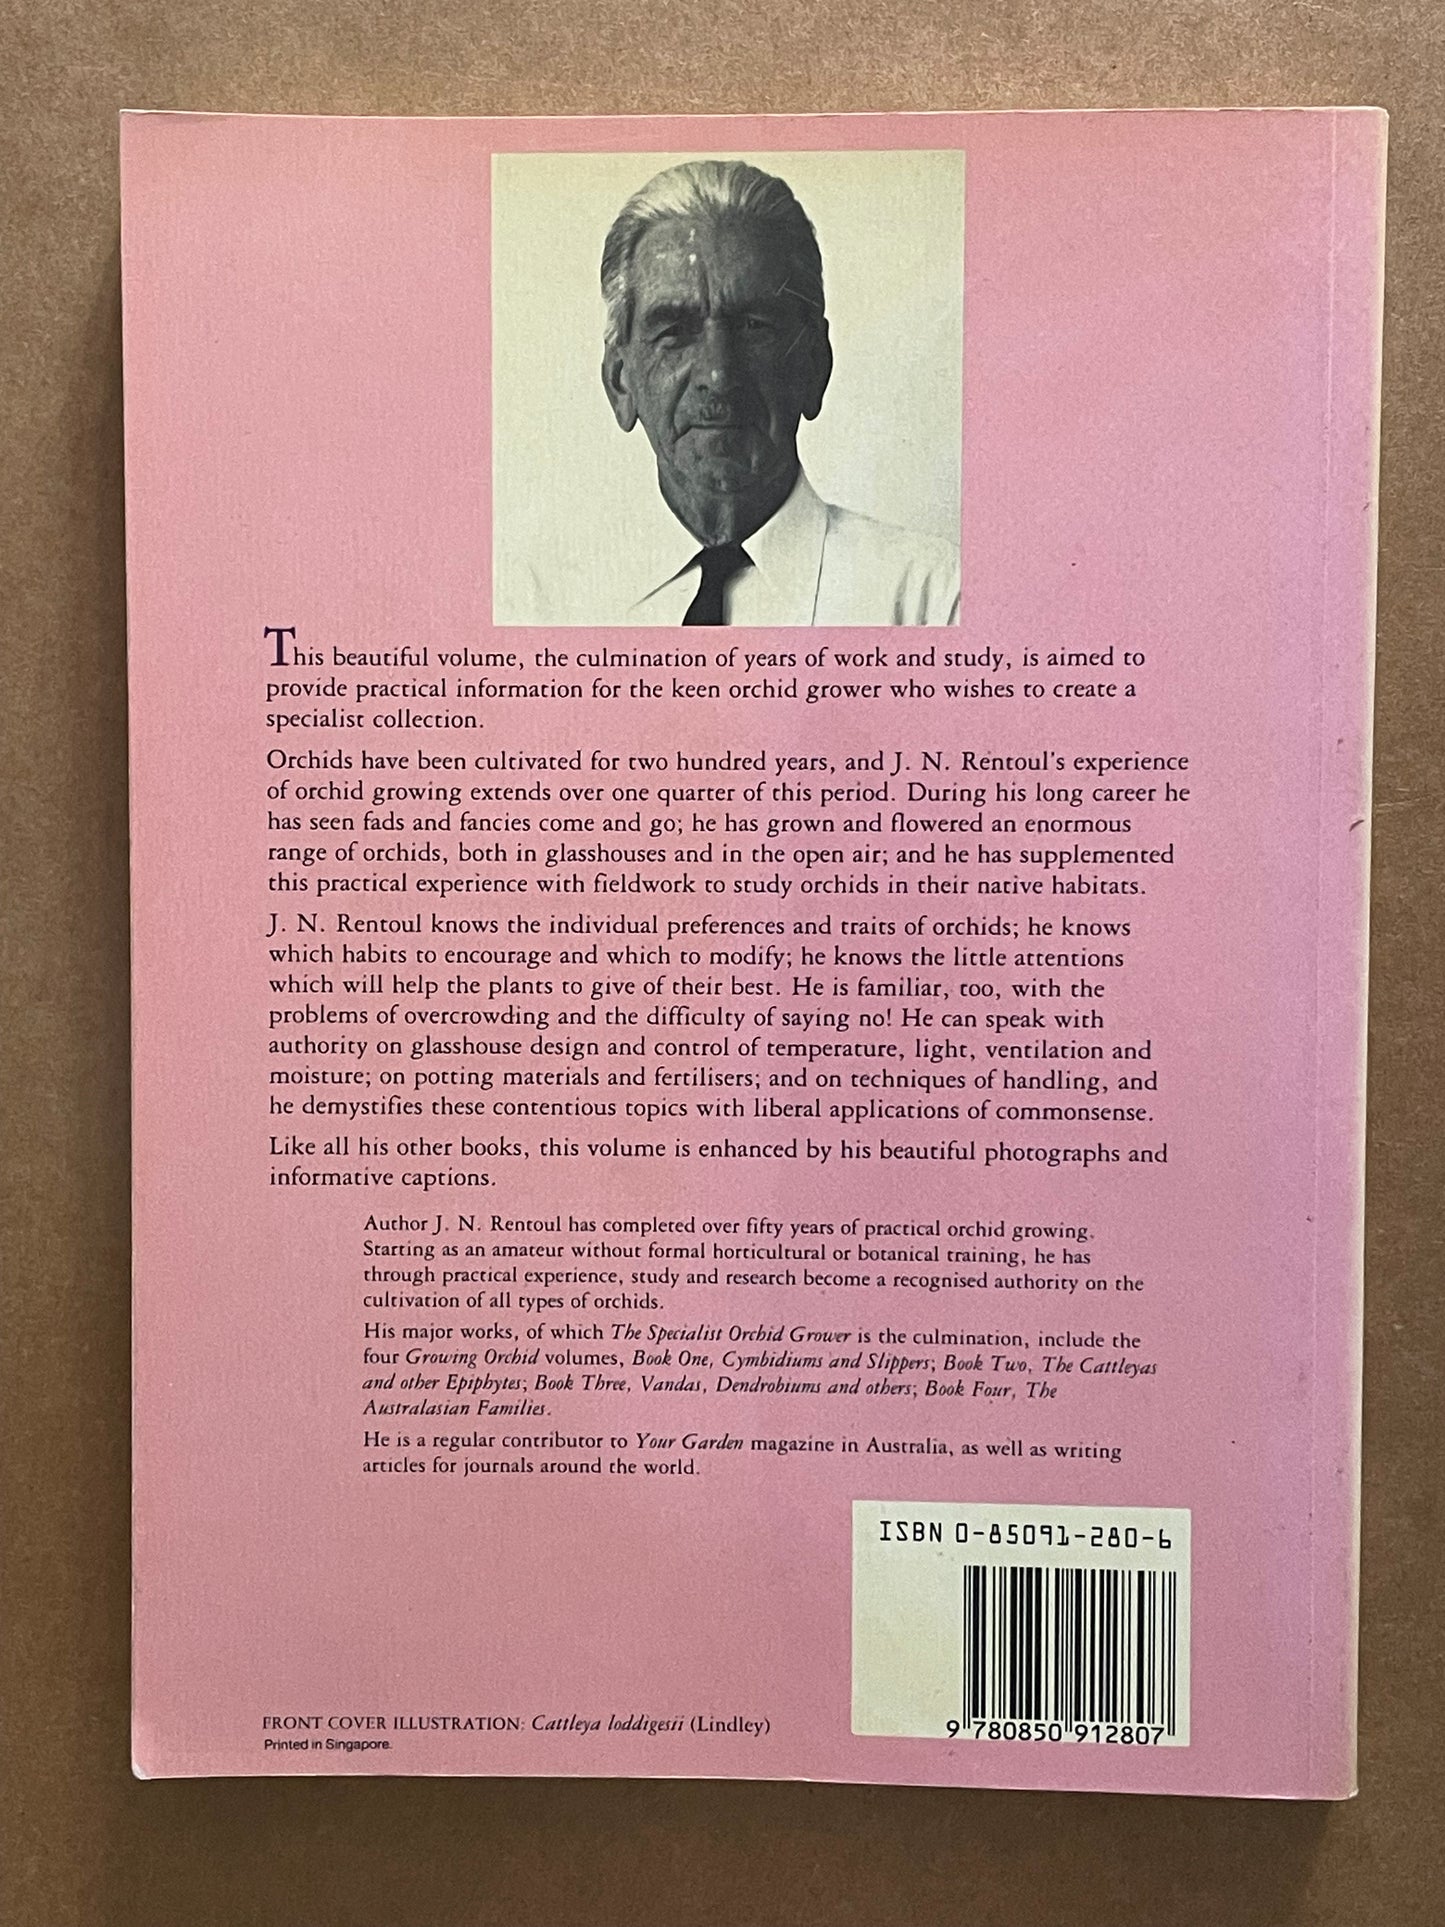 This beautiful volume, the culmination of years of work and study, is aimed to
provide practical information for the keen orchid grower who wishes to create a
specialist collection.
Orchids have been cultivated for two hundred years, and J. N. Rentoul's experience
of orchid growing extends over one quarter of this period. During his long career he
has seen fads and fancies come and go; he has grown and flowered an enormous
range of orchids, both in glasshouses and in the open air; and he has supplemented
this practical experience with fieldwork to study orchids in their native habitats.
J. N. Rentoul knows the individual preferences and traits of orchids; he knows
which habits to encourage and which to modify; he knows the little attentions
which will help the plants to give of their best. He is familiar, too, with the
problems of overcrowding and the difficulty of saying no! He can speak with
authority on glasshouse design and control of temperature, light, ventilation and
moisture; on potting materials and fertilisers; and on techniques of handling, and
he demystifies these contentious topics with liberal applications of commonsense.
Like all his other books, this volume is enhanced by his beautiful photographs and
informative captions.
Author J. N. Rentoul has completed over fifty years of practical orchid growing.
Starting as an amateur without formal horticultural or botanical training, he has
through practical experience, study and research become a recognised authority on the
cultivation of all types of orchids.
His major works, of which The Specialist Orchid Grower is the culmination, include the
four Growing Orchid volumes, Book One, Cymbidiums and Slippers; Book Two, The Cattleyas
and other Epiphytes; Book Three, Vandas, Dendrobiums and others; Book Four, The
Australasian Families.
He is a regular contributor to Your Garden magazine in Australia, as well as writing
articles for journals around the world.
ISBN 0-85091-280-6
9 780850 912807
FRONT COVER ILLUSTRATION: Cattleya loddigesii (Lindley)
Printed in Singapore.